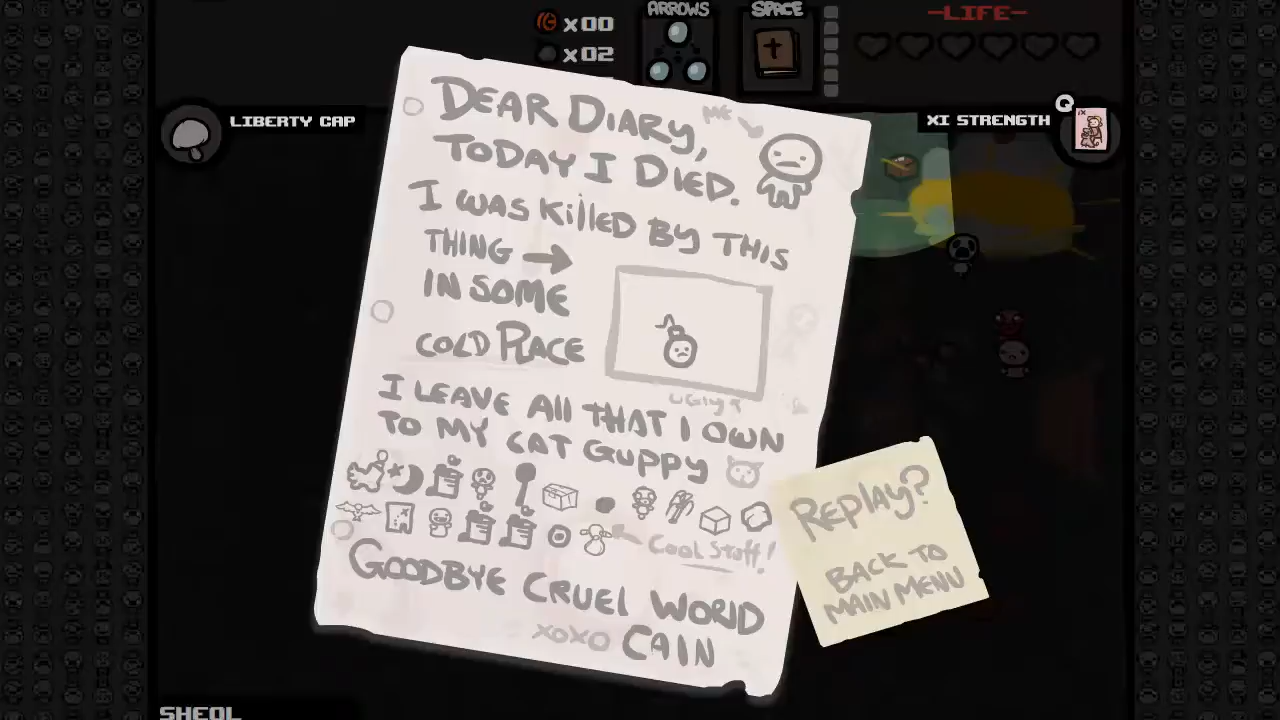 ARROWS
SPACE
-LIFE-
x00
x02
LIBERTY CAP
Q
XI STRENGTH
DEAR DIARY,
ME
TODAY I DIED.
I WAS KillED BY THIS
THING →
IN SOME
COLD PLACE
UGLY
I LEAVE All THAT I OWN
TO MY CAT GUPPY
COOL STUFF!
GOODBYE CRUEL WORLD
XOXO CAIN
REPLAY?
BACK TO
MAIN MENU
SHEOL